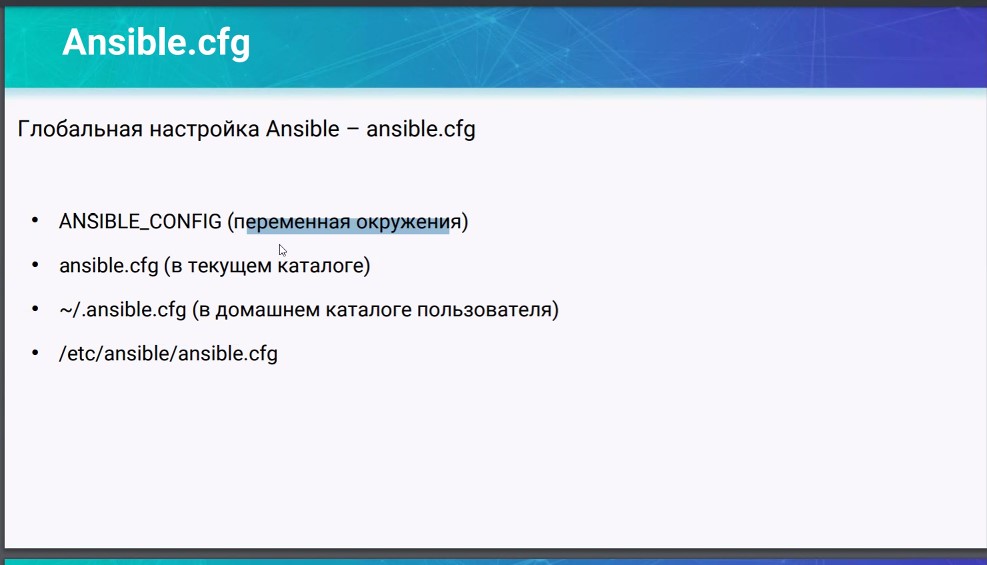 Ansible.cfg
Глобальная настройка Ansible – ansible.cfg
• ANSIBLE_CONFIG (переменная окружения)
• ansible.cfg (в текущем каталоге)
• ~/.ansible.cfg (в домашнем каталоге пользователя)
• /etc/ansible/ansible.cfg